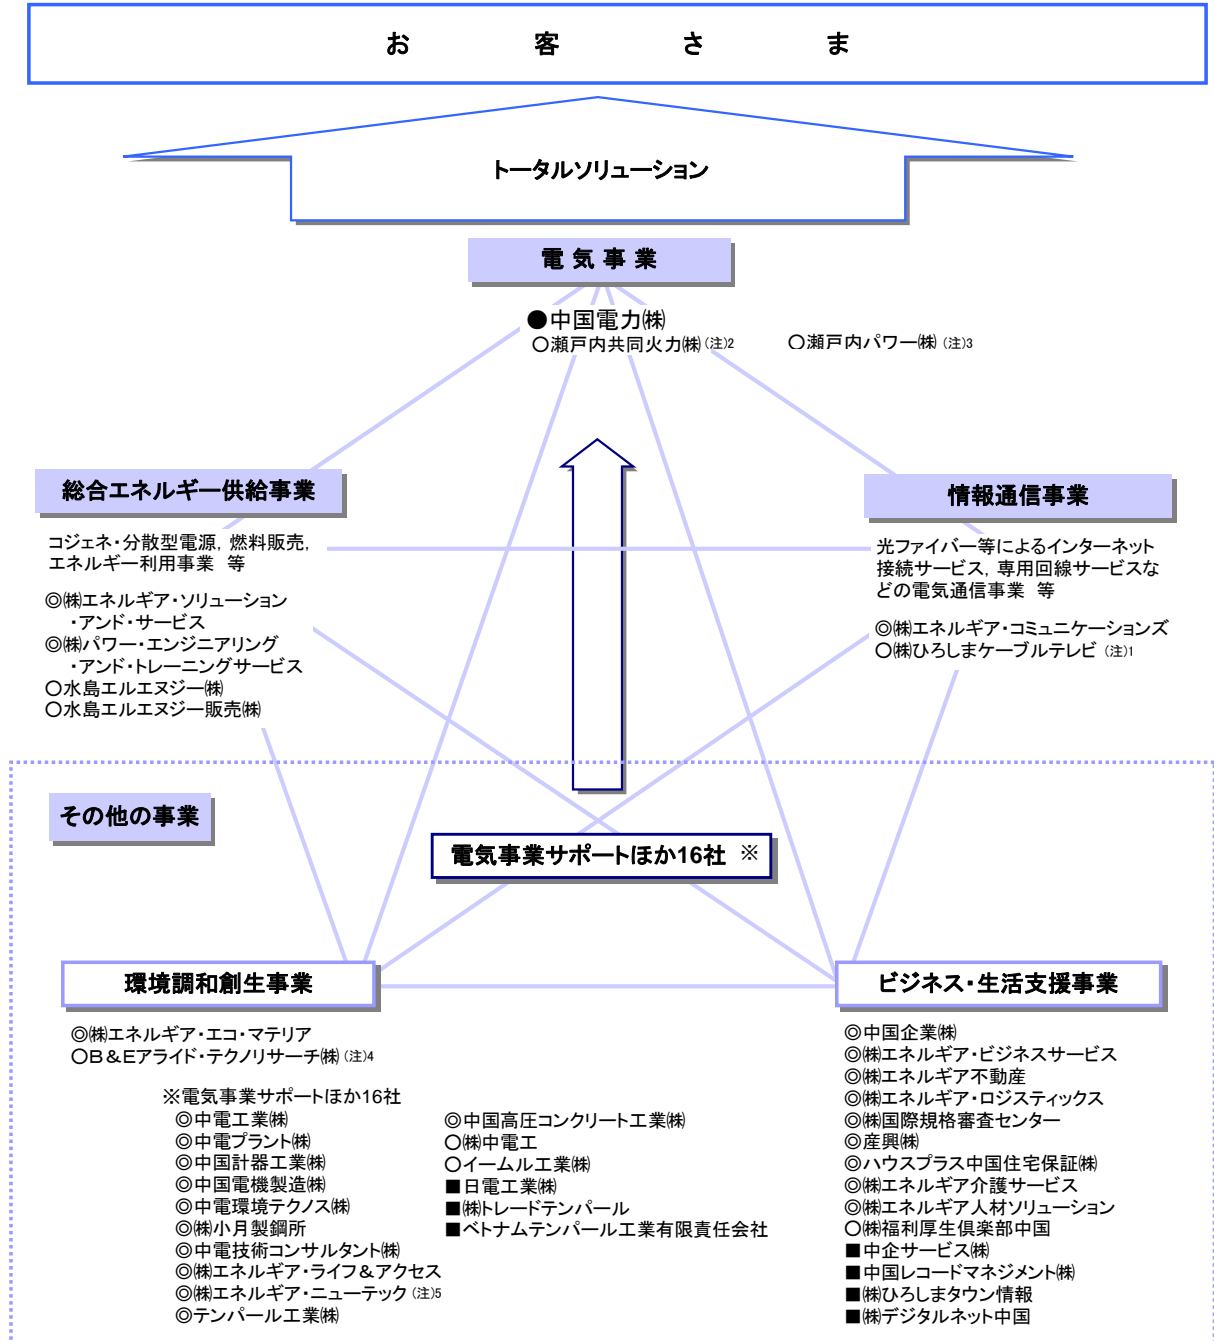 お客さま
トータルソリューション
電気事業
●中国電力㈱
○瀬戸内共同火力㈱(注)2
○瀬戸内パワー㈱(注)3
総合エネルギー供給事業
コジェネ・分散型電源，燃料販売，
エネルギー利用事業 等
◎㈱エネルギア・ソリューション
・アンド・サービス
◎㈱パワー・エンジニアリング
・アンド・トレーニングサービス
○水島エルエヌジー㈱
○水島エルエヌジー販売㈱
情報通信事業
光ファイバー等によるインターネット
接続サービス，専用回線サービスな
どの電気通信事業 等
◎㈱エネルギア・コミュニケーションズ
○㈱ひろしまケーブルテレビ(注)1
その他の事業
電気事業サポートほか16社 ※
環境調和創生事業
◎㈱エネルギア・エコ・マテリア
○B＆Eアライド・テクノリサーチ㈱(注)4
※電気事業サポートほか16社
◎中電工業㈱
◎中電プラント㈱
◎中国計器工業㈱
◎中国電機製造㈱
◎中電環境テクノス㈱
◎㈱小月製鋼所
◎中電技術コンサルタント㈱
◎㈱エネルギア・ライフ＆アクセス
◎㈱エネルギア・ニューテック(注)5
◎テンパール工業㈱
◎中国高圧コンクリート工業㈱
○㈱中電工
○イームル工業㈱
■日電工業㈱
■㈱トレードテンパール
■ベトナムテンパール工業有限責任会社
ビジネス・生活支援事業
◎中国企業㈱
◎㈱エネルギア・ビジネスサービス
◎㈱エネルギア不動産
◎㈱エネルギア・ロジスティックス
◎㈱国際規格審査センター
◎産興㈱
◎ハウスプラス中国住宅保証㈱
◎㈱エネルギア介護サービス
◎㈱エネルギア人材ソリューション
○㈱福利厚生倶楽部中国
■中企サービス㈱
■中国レコードマネジメント㈱
■㈱ひろしまタウン情報
■㈱デジタルネット中国